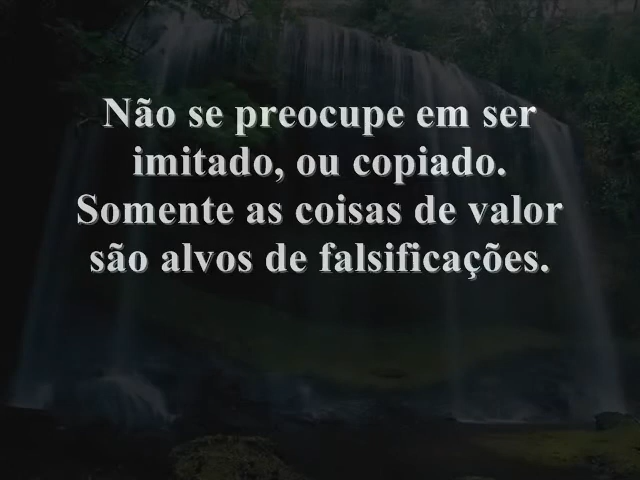 Não se preocupe em ser
imitado, ou copiado.
Somente as coisas de valor
são alvos de falsificações.